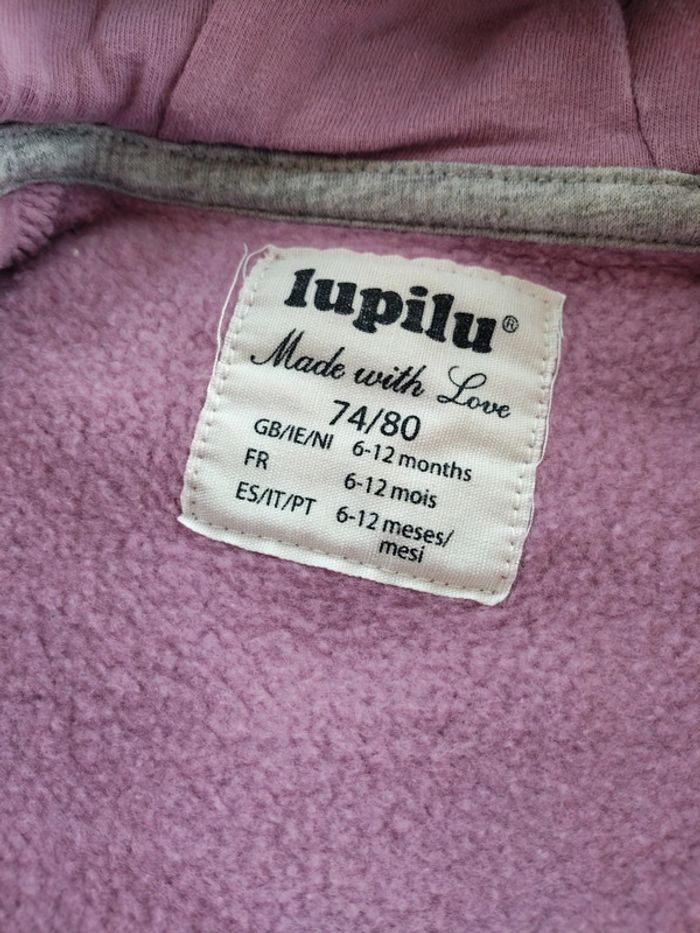 lupilu®
Made with Love
74/80
GB/IE/NI 6-12 months
FR 6-12 mois
ES/IT/PT 6-12 meses/
mesi